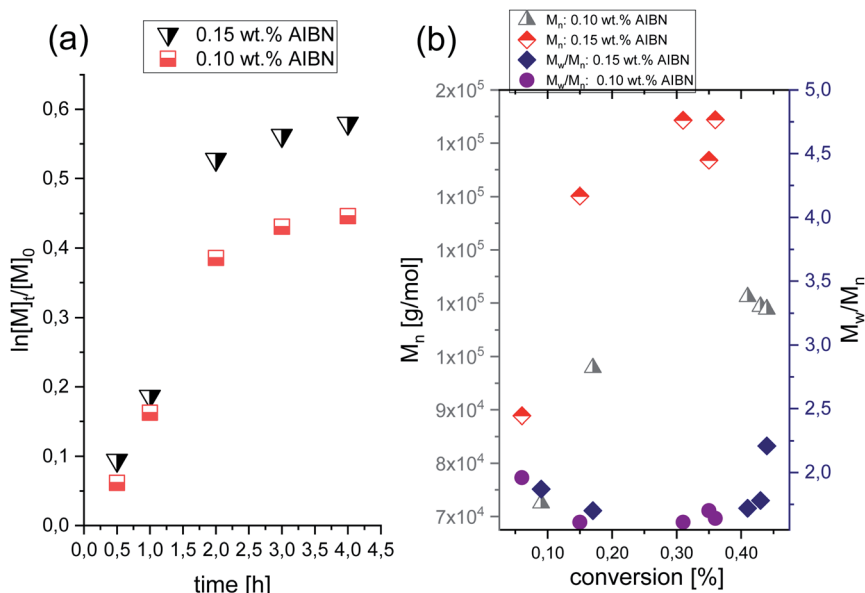 (a)
0.15 wt.% AIBN
0.10 wt.% AIBN
0,6
0,5
0,4
0,3
0,2
0,1
0,0
ln[M]t/[M]0
0,0 0,5 1,0 1,5 2,0 2,5 3,0 3,5 4,0 4,5
time [h]
(b)
Mn: 0.10 wt.% AIBN
Mn: 0.15 wt.% AIBN
Mw/Mn: 0.15 wt.% AIBN
Mw/Mn: 0.10 wt.% AIBN
2x10^5
1x10^5
1x10^5
1x10^5
1x10^5
1x10^5
9x10^4
8x10^4
7x10^4
Mn [g/mol]
5,0
4,5
4,0
3,5
3,0
2,5
2,0
Mw/Mn
0,10 0,20 0,30 0,40
conversion [%]